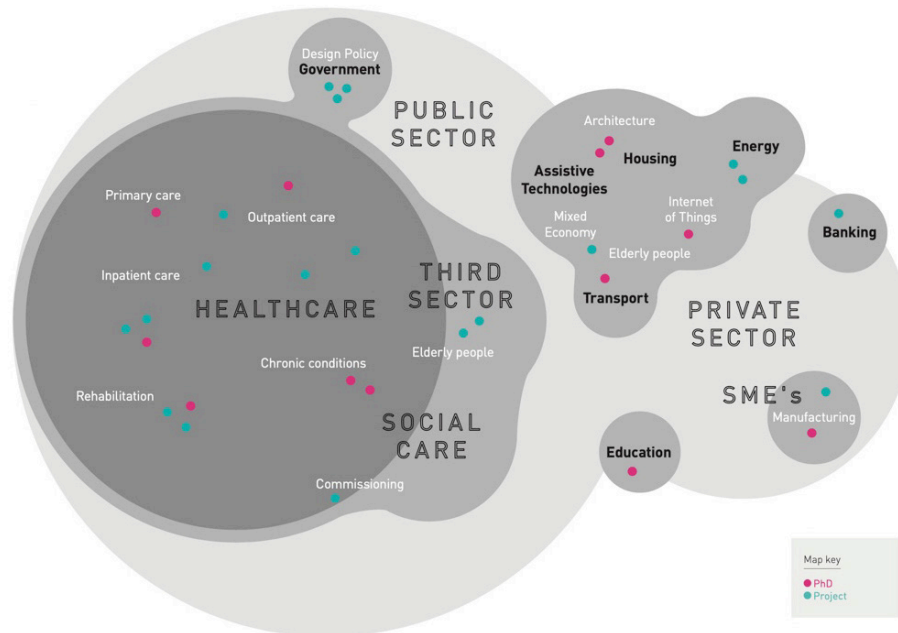 Design Policy
Government
PUBLIC
SECTOR
Architecture
Housing
Energy
Assistive
Technologies
Primary care
Outpatient care
Mixed
Economy
Internet
of Things
Elderly people
Banking
Inpatient care
THIRD
SECTOR
HEALTHCARE
Transport
PRIVATE
SECTOR
Elderly people
Chronic conditions
Rehabilitation
SME's
Manufacturing
SOCIAL
CARE
Education
Commissioning
Map key
PhD
Project